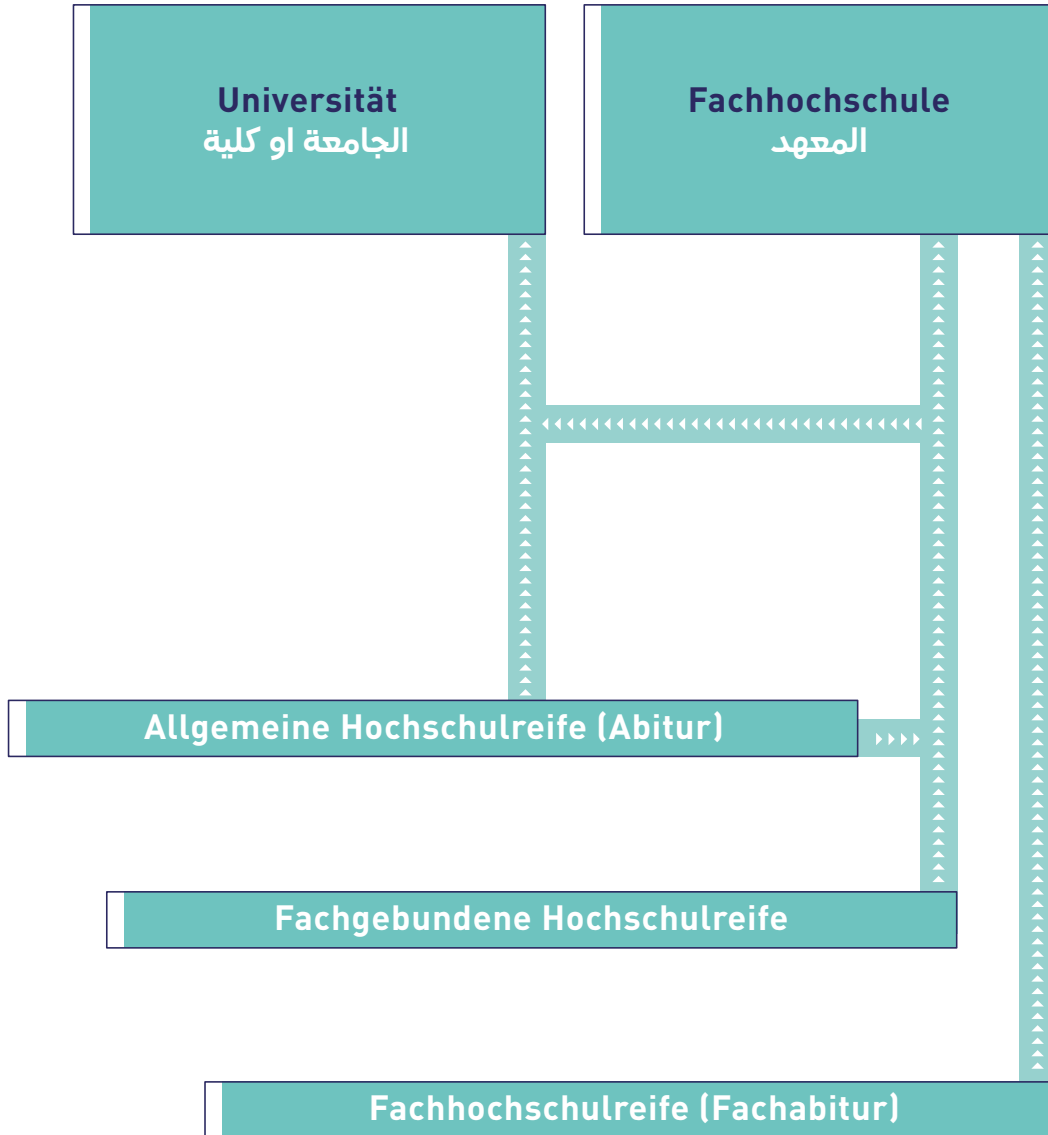 Universität
الجامعة او كلية
Fachhochschule
المعهد
Allgemeine Hochschulreife (Abitur)
Fachgebundene Hochschulreife
Fachhochschulreife (Fachabitur)